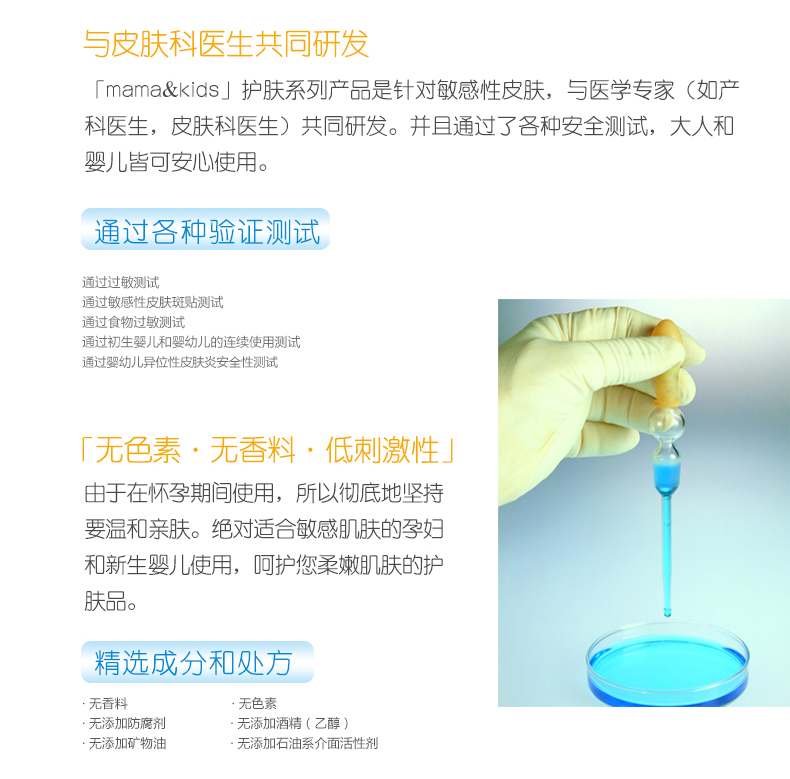 与皮肤科医生共同研发
「mama&kids」护肤系列产品是针对敏感性皮肤，与医学专家（如产
科医生，皮肤科医生）共同研发。并且通过了各种安全测试，大人和
婴儿皆可安心使用。
通过各种验证测试
通过过敏测试
通过敏感性皮肤斑贴测试
通过食物过敏测试
通过初生婴儿和婴幼儿的连续使用测试
通过婴幼儿异位性皮肤炎安全性测试
「无色素·无香料·低刺激性」
由于在怀孕期间使用，所以彻底地坚持
要温和亲肤。绝对适合敏感肌肤的孕妇
和新生婴儿使用，呵护您柔嫩肌肤的护
肤品。
精选成分和处方
·无香料 ·无色素
·无添加防腐剂 ·无添加酒精（乙醇）
·无添加矿物油 ·无添加石油系介面活性剂